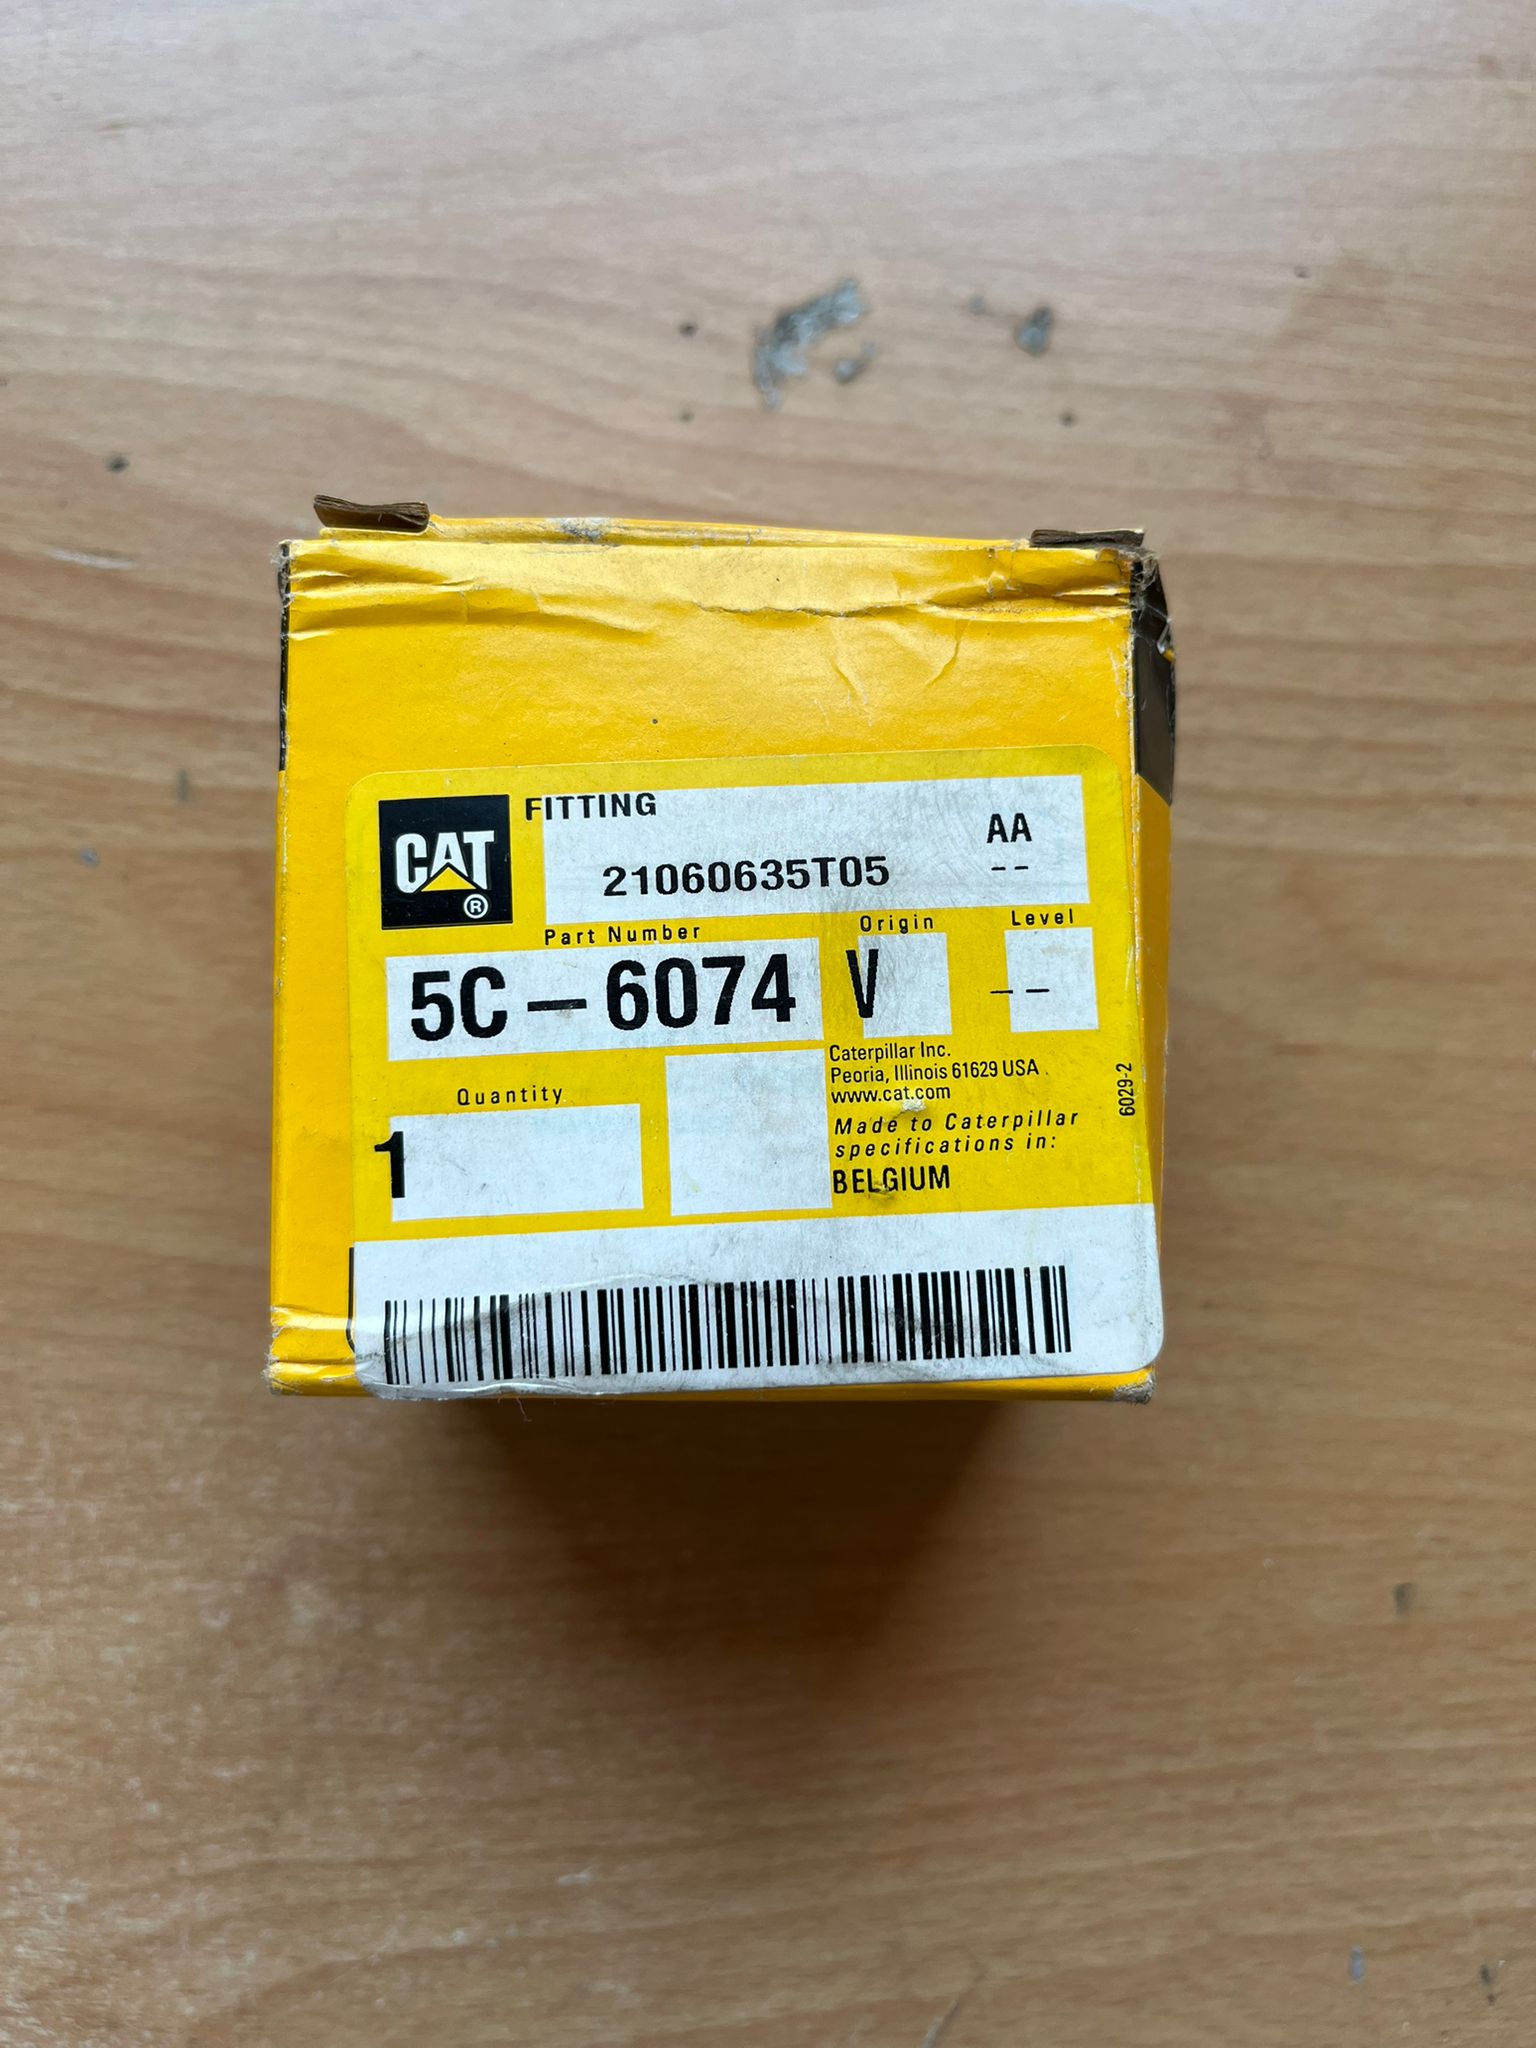 CAT
®
FITTING
AA
21060635T05
--
Part Number
Origin
Level
5C-6074
V
--
Quantity
1
Caterpillar Inc.
Peoria, Illinois 61629 USA
www.cat.com
Made to Caterpillar
specifications in:
BELGIUM
6029-2